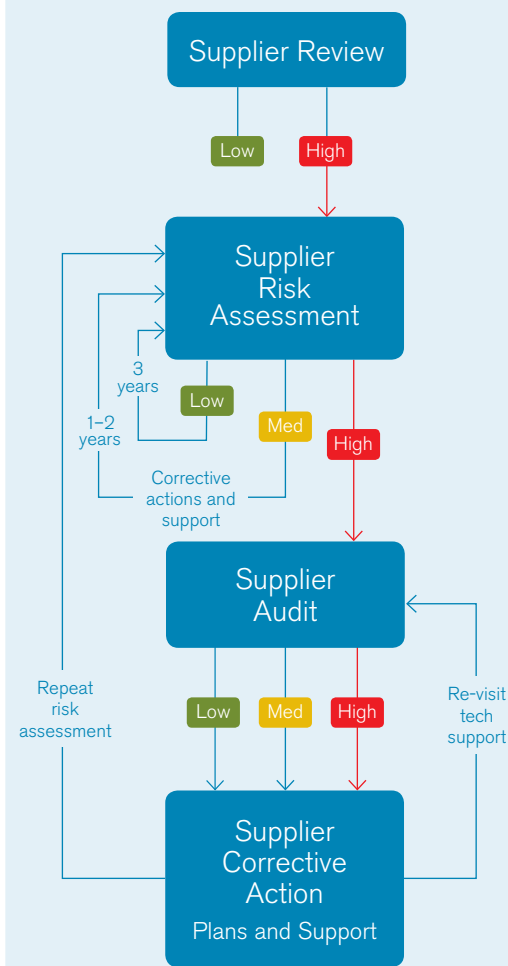 Supplier Review
Low
High
Supplier
Risk
Assessment
3
years
Low
1–2
years
Med
High
Corrective
actions and
support
Supplier
Audit
Repeat
risk
assessment
Low
Med
High
Re-visit
tech
support
Supplier
Corrective
Action
Plans and Support